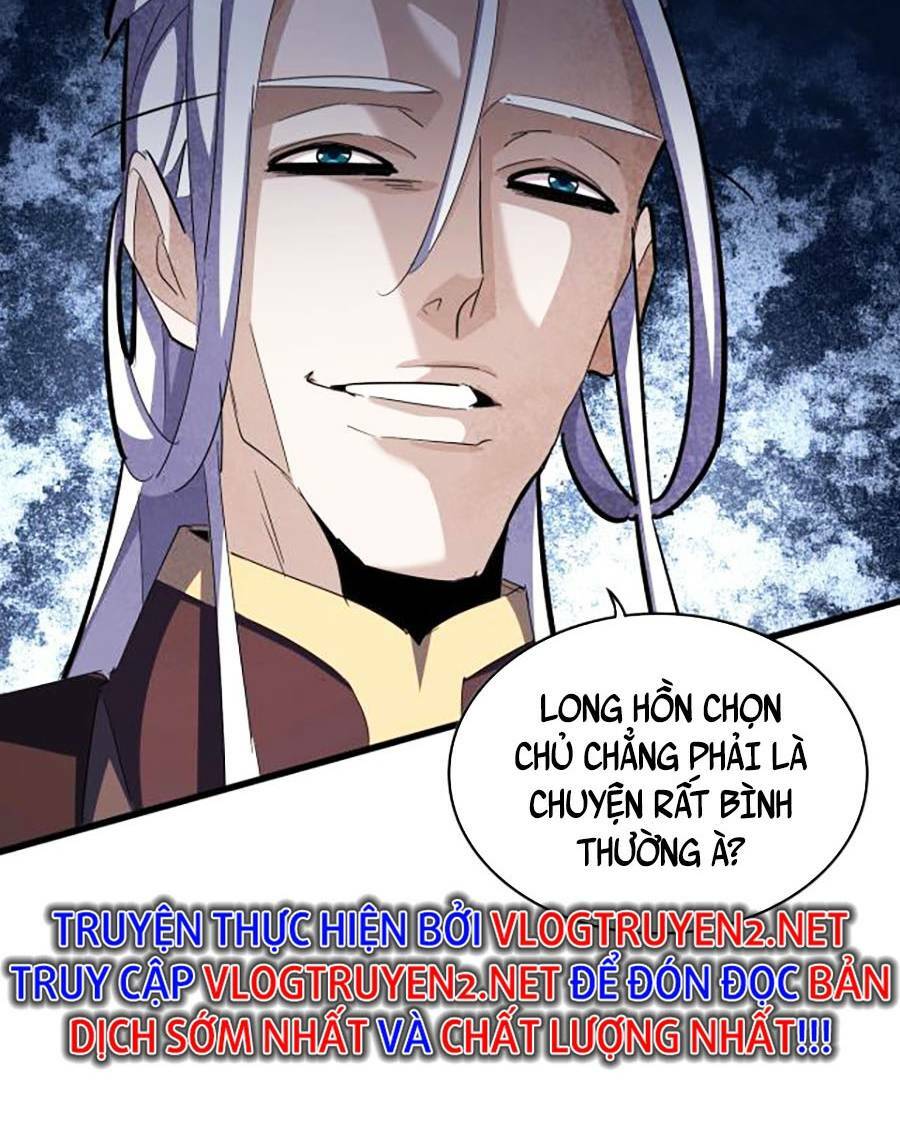 LONG HỒN CHỌN
CHỦ CHẲNG PHẢI LÀ
CHUYỆN RẤT BÌNH
THƯỜNG À?
TRUYỆN THỰC HIỆN BỞI VLOGTRUYEN2.NET
TRUY CẬP VLOGTRUYEN2.NET ĐỂ ĐÓN ĐỌC BẢN
DỊCH SỚM NHẤT VÀ CHẤT LƯỢNG NHẤT!!!